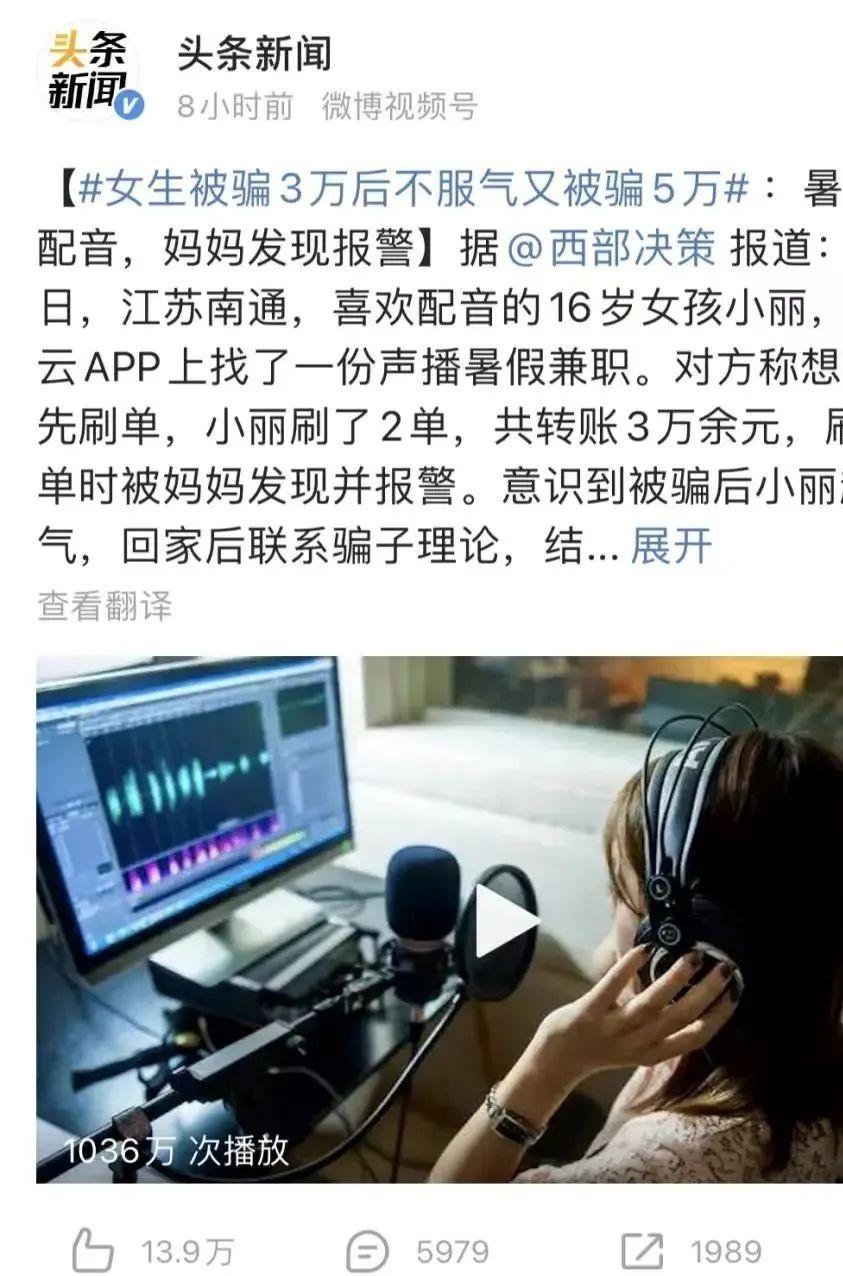 头条
新闻
头条新闻
8小时前 微博视频号
【#女生被骗3万后不服气又被骗5万#：暑
配音，妈妈发现报警】据@西部决策 报道：
日，江苏南通，喜欢配音的16岁女孩小丽，
云APP上找了一份声播暑假兼职。对方称想
先刷单，小丽刷了2单，共转账3万余元，刷
单时被妈妈发现并报警。意识到被骗后小丽
气，回家后联系骗子理论，结... 展开
查看翻译
1036万 次播放
13.9万 5979 1989